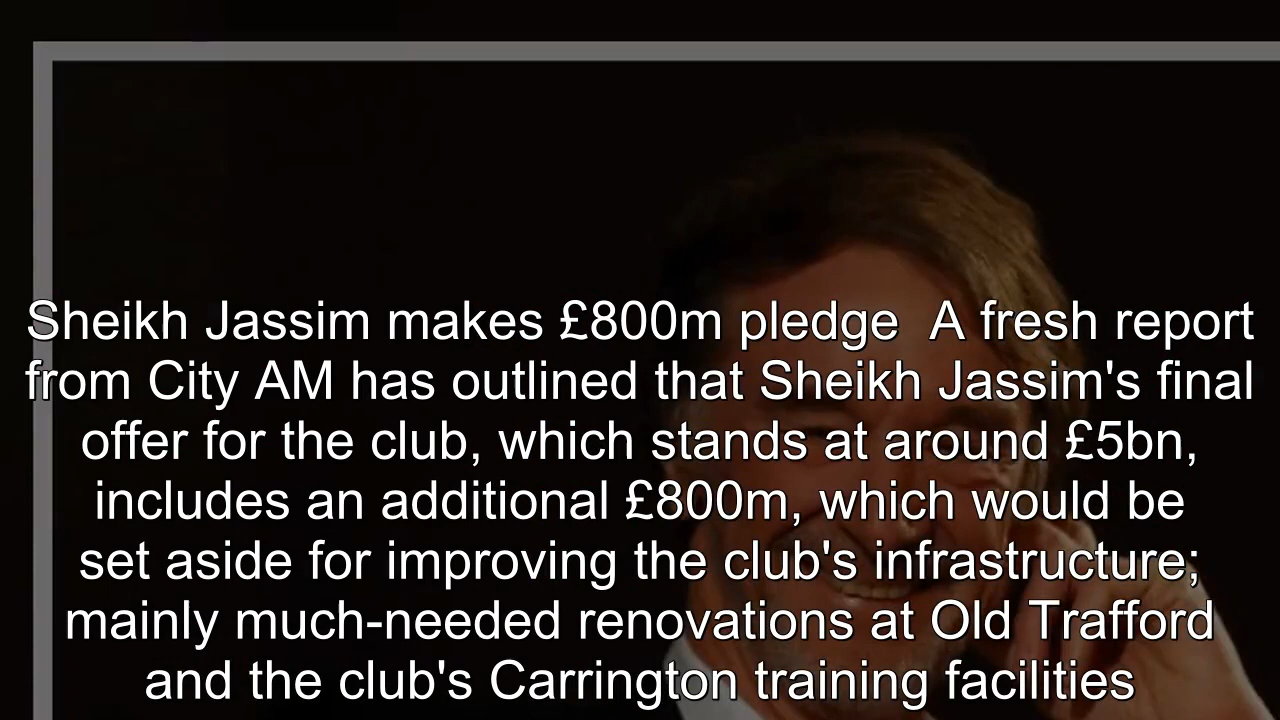 Sheikh Jassim makes £800m pledge  A fresh report
from City AM has outlined that Sheikh Jassim's final
offer for the club, which stands at around £5bn,
includes an additional £800m, which would be
set aside for improving the club's infrastructure;
mainly much-needed renovations at Old Trafford
and the club's Carrington training facilities